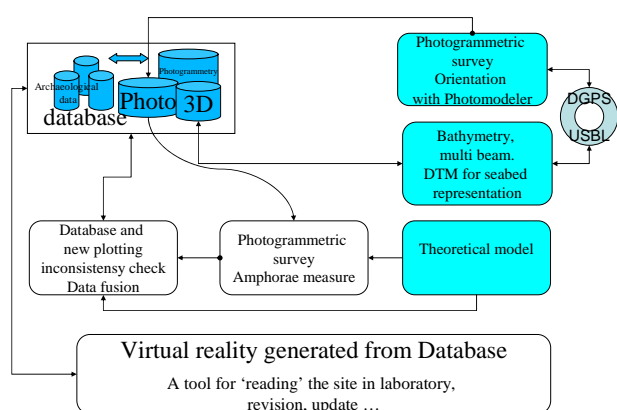 Archaeological
data
Photogrammetry
Photo
3D
database
Photogrammetric
survey
Orientation
with Photomodeler
DGPS
USBL
Bathymetry,
multi beam.
DTM for seabed
representation
Database and
new plotting
inconsistensy check
Data fusion
Photogrammetric
survey
Amphorae measure
Theoretical model
Virtual reality generated from Database
A tool for ‘reading’ the site in laboratory,
revision, update …